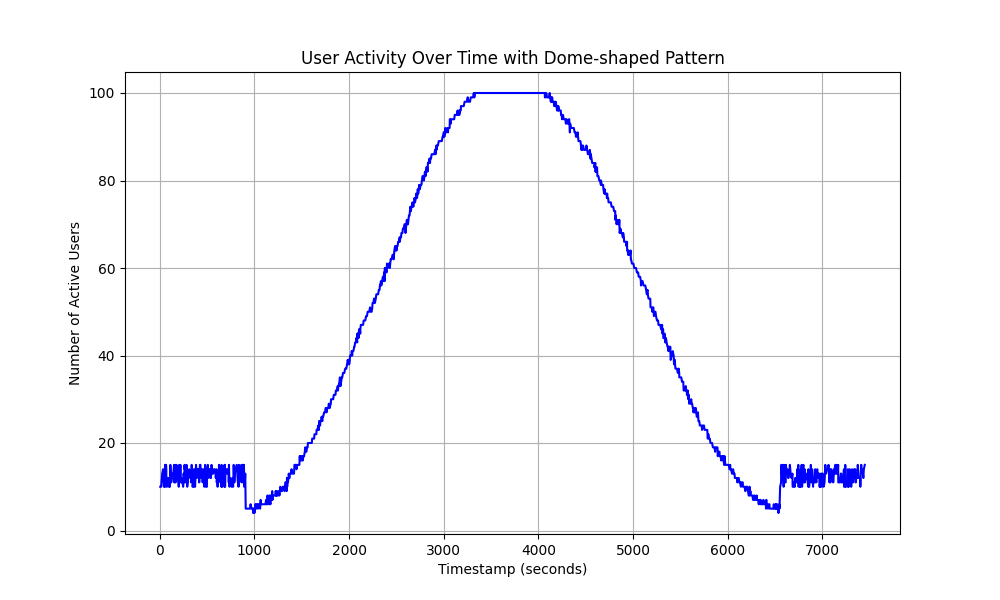 User Activity Over Time with Dome-shaped Pattern
100
80
60
40
20
0
Number of Active Users
0 1000 2000 3000 4000 5000 6000 7000
Timestamp (seconds)